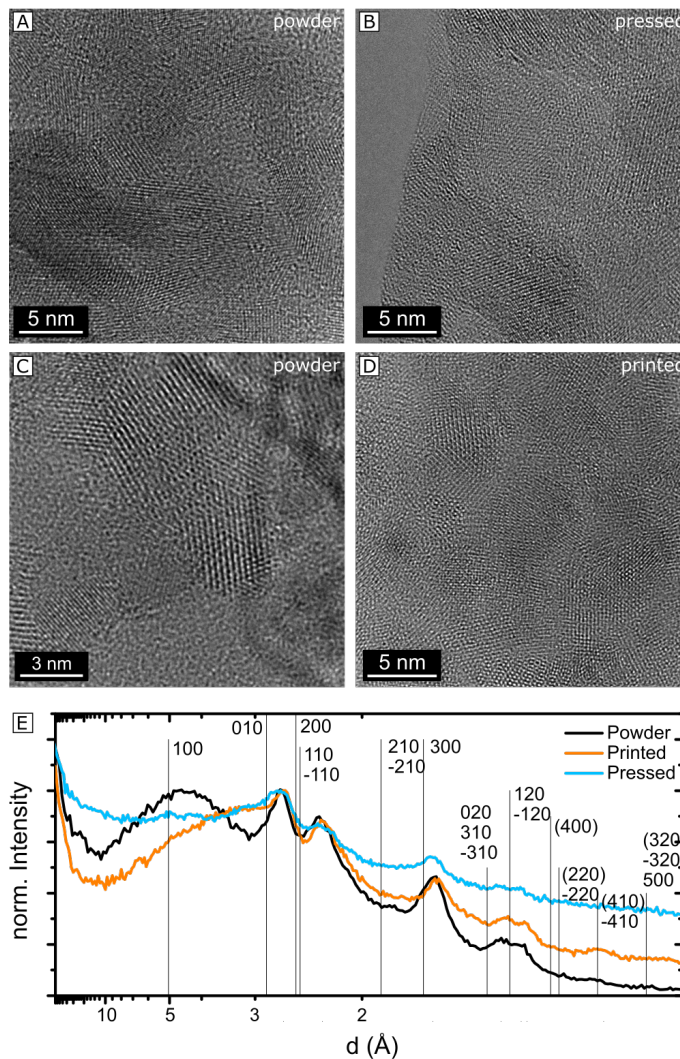 A powder
5 nm
B pressed
5 nm
C powder
3 nm
D printed
5 nm
E
norm. Intensity
010
100
200
110
-110
210
-210
300
020
310
-310
120
-120
(400)
(220)
-220
(410)
-410
(320)
-320
500
Powder
Printed
Pressed
10 5 3 2
d (Å)